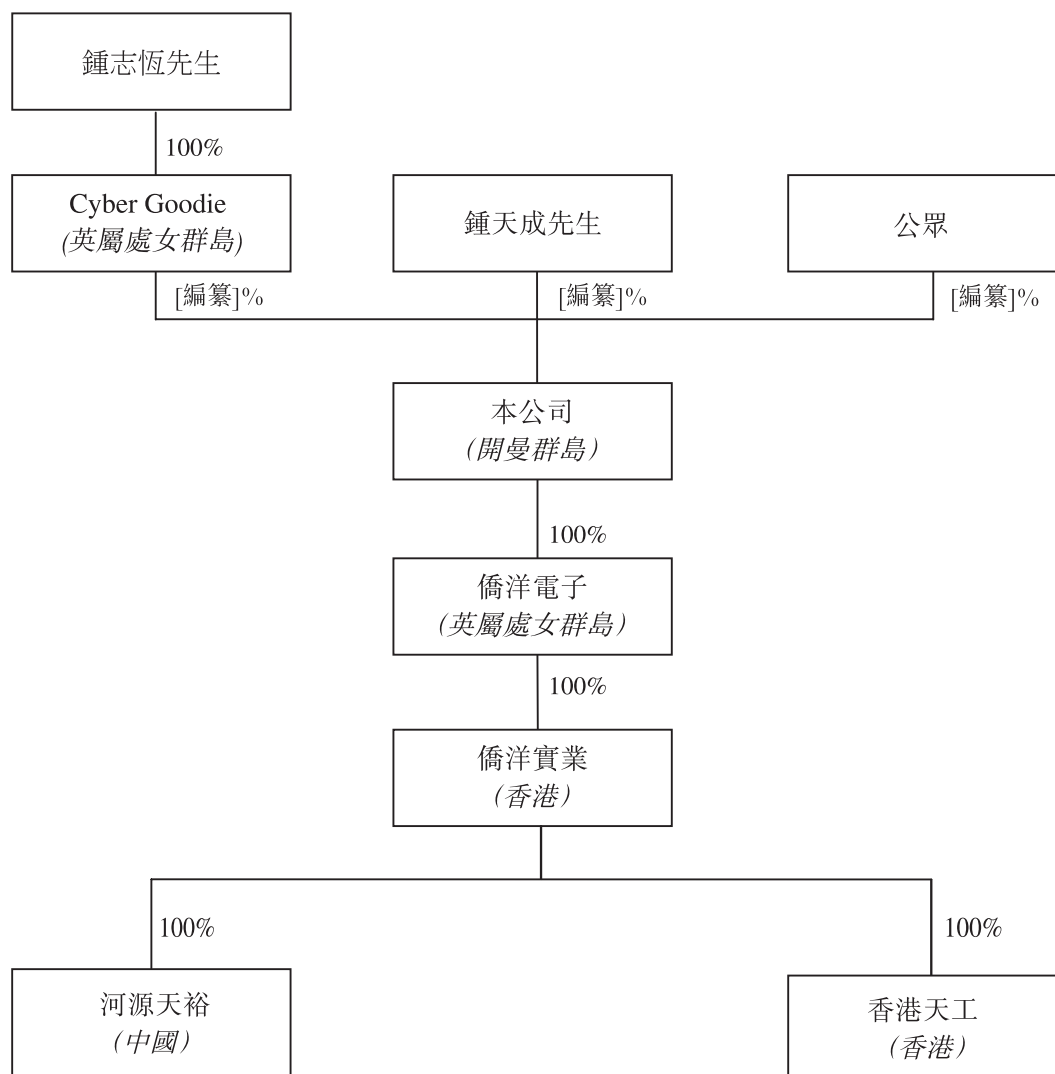 鍾志恆先生
100%
Cyber Goodie
(英屬處女群島)
鍾天成先生
公眾
[編纂]%
[編纂]%
[編纂]%
本公司
(開曼群島)
100%
僑洋電子
(英屬處女群島)
100%
僑洋實業
(香港)
100%
100%
河源天裕
(中國)
香港天工
(香港)